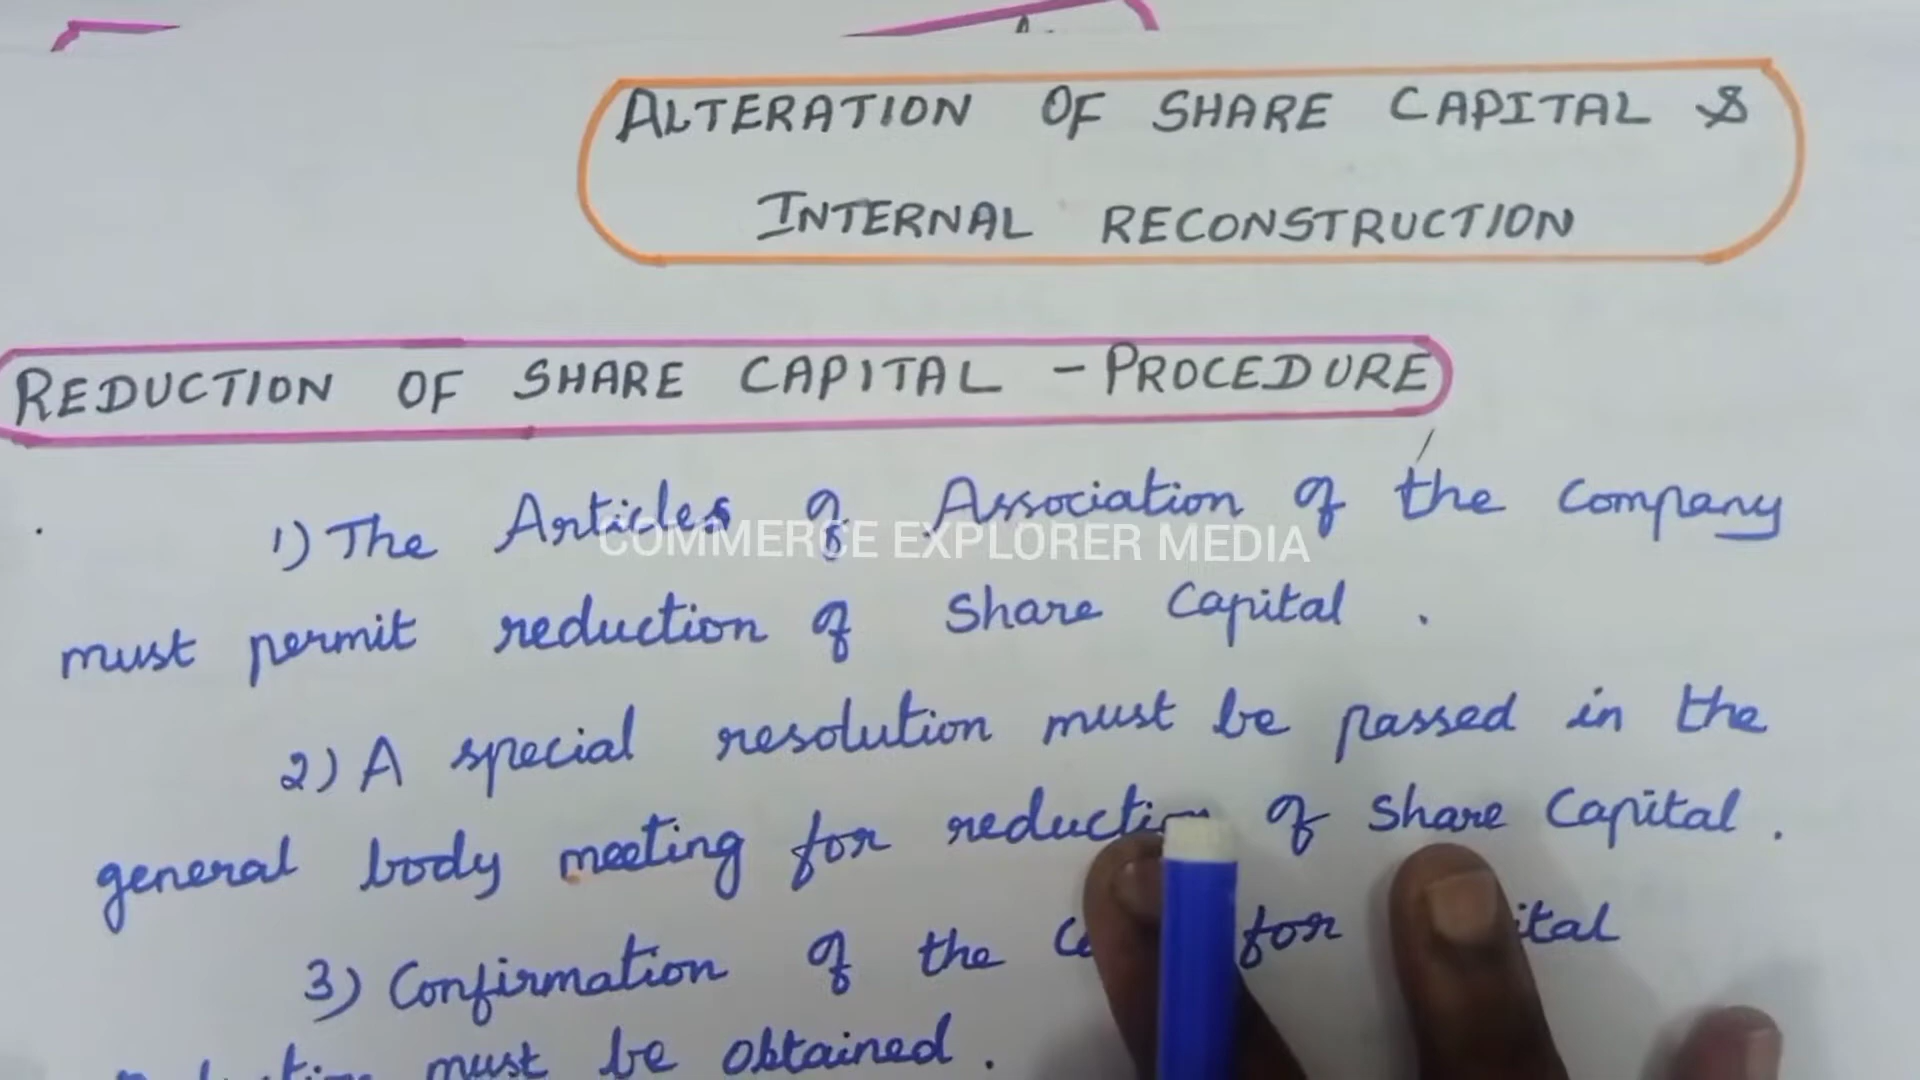 ALTERATION OF SHARE CAPITAL &
INTERNAL RECONSTRUCTION
REDUCTION OF SHARE CAPITAL - PROCEDURE
1) The Articles of Association of the Company
COMMERCE EXPLORER MEDIA
must permit reduction of Share Capital .
2) A special resolution must be passed in the
general body meeting for reduction of Share Capital .
3) Confirmation of the for
must be obtained .